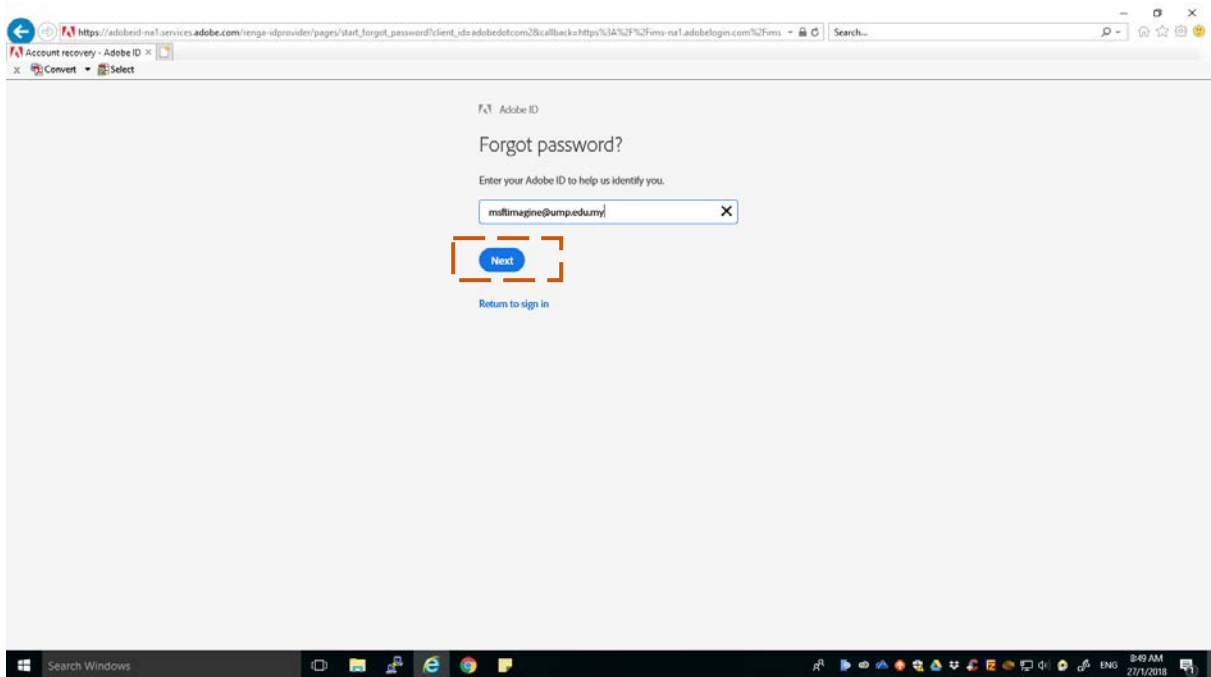 https://adobeid-na1.services.adobe.com/renga-idprovider/pages/start_forgot_password?client_id=adobedotcom2&callback=https%3A%2F%2Fims-na1.adobelogin.com%2Fims
Search...
Account recovery - Adobe ID
x Convert Select
Adobe ID
Forgot password?
Enter your Adobe ID to help us identify you.
msftimagine@ump.edu.my
Next
Return to sign in
Search Windows
ENG
8:49 AM
27/1/2018